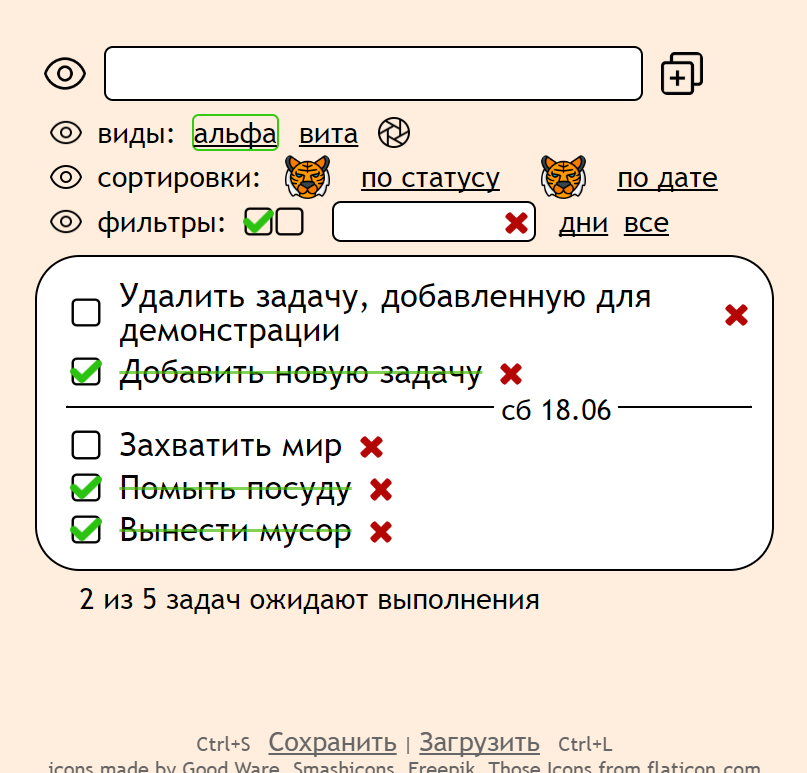 виды: альфа вита
сортировки: по статусу по дате
фильтры: дни все
Удалить задачу, добавленную для
демонстрации
Добавить новую задачу
сб 18.06
Захватить мир
Помыть посуду
Вынести мусор
2 из 5 задач ожидают выполнения
Ctrl+S Сохранить | Загрузить Ctrl+L
icons made by Good Ware, Smashicons, Freepik. Those Icons from flaticon.com